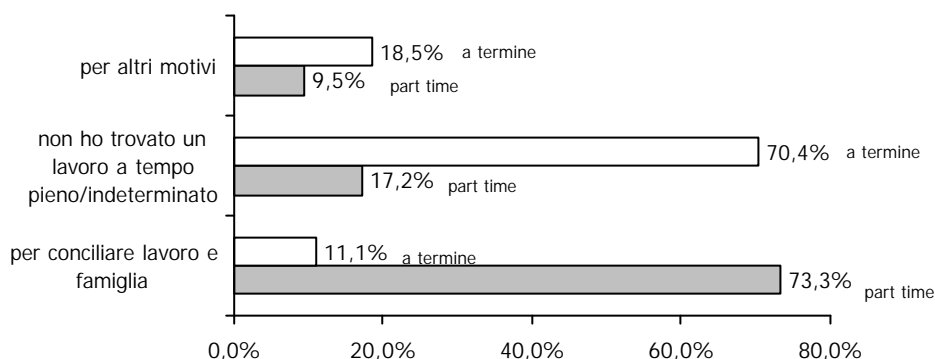 per altri motivi
18,5% a termine
9,5% part time
non ho trovato un
lavoro a tempo
pieno/indeterminato
70,4% a termine
17,2% part time
per conciliare lavoro e
famiglia
11,1% a termine
73,3% part time
0,0% 20,0% 40,0% 60,0% 80,0%